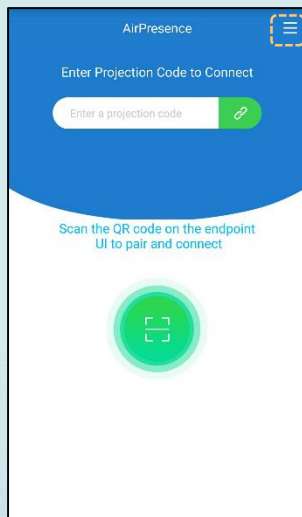 AirPresence
Enter Projection Code to Connect
Enter a projection code
Scan the QR code on the endpoint
UI to pair and connect